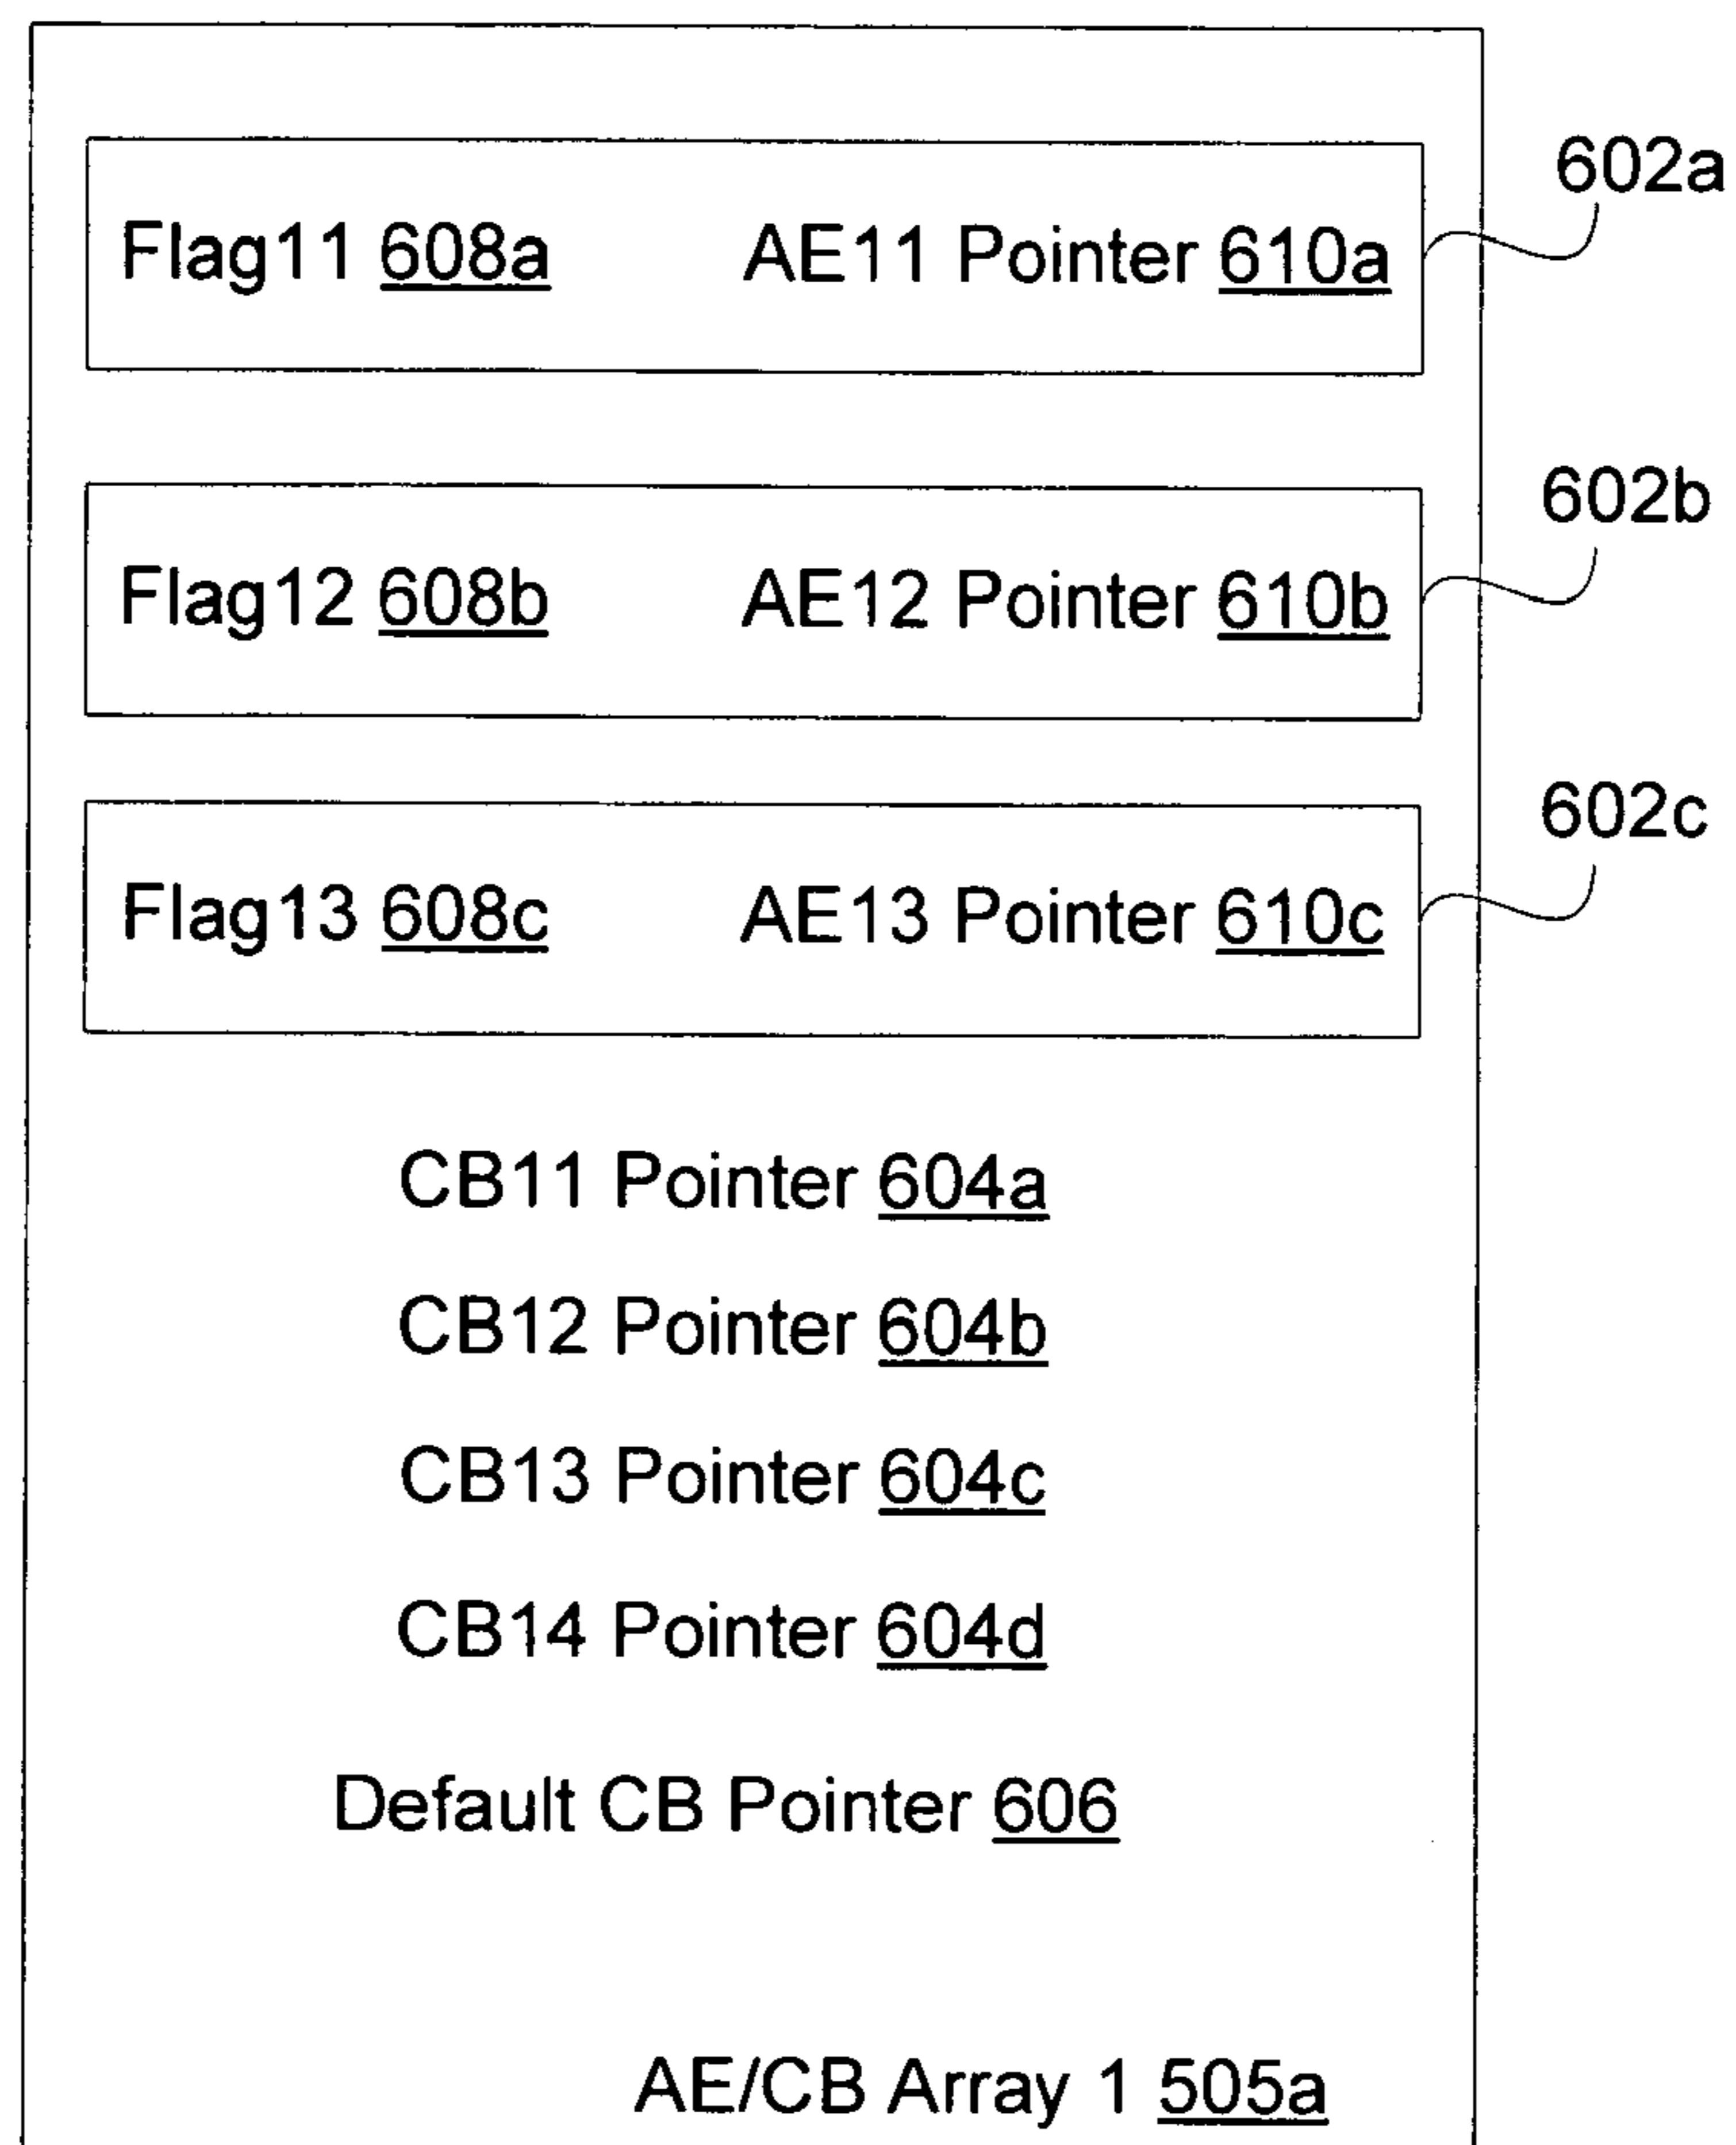 602a
Flag11 608a AE11 Pointer 610a
602b
Flag12 608b AE12 Pointer 610b
602c
Flag13 608c AE13 Pointer 610c
CB11 Pointer 604a
CB12 Pointer 604b
CB13 Pointer 604c
CB14 Pointer 604d
Default CB Pointer 606
AE/CB Array 1 505a